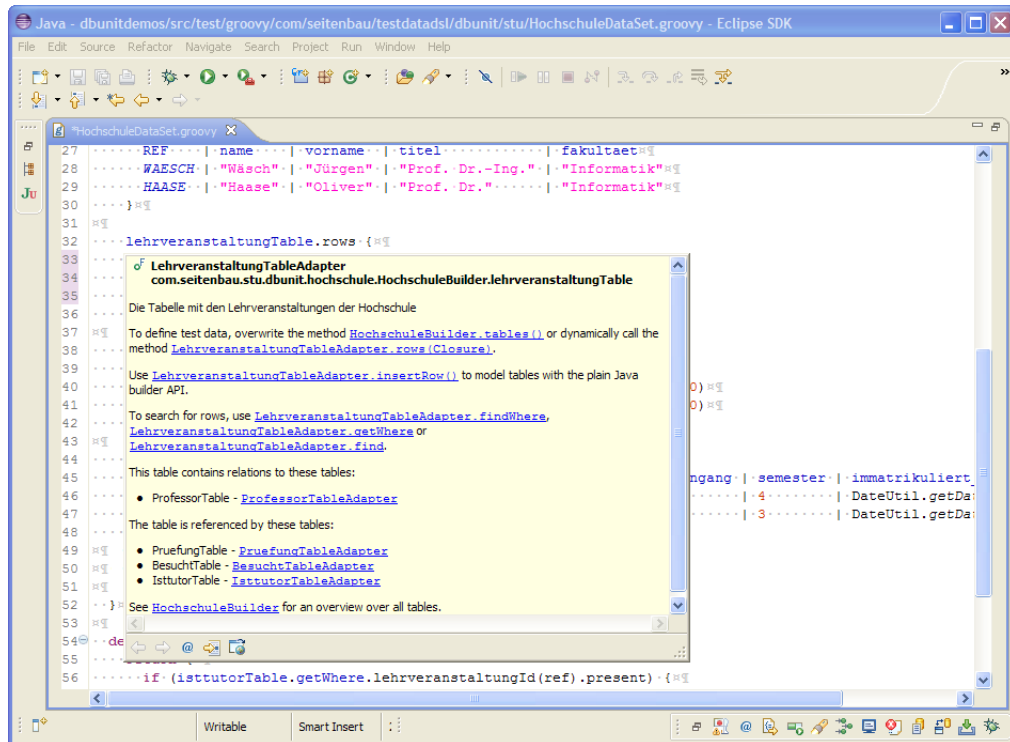 Java - dbunitdemos/src/test/groovy/com/seitenbau/testdatadsl/dbunit/stu/HochschuleDataSet.groovy - Eclipse SDK
File Edit Source Refactor Navigate Search Project Run Window Help
*HochschuleDataSet.groovy
27 ······REF····|·name····|·vorname··|·titel············|·fakultaet¤¶
28 ······WAESCH·|·"Wäsch"·|·"Jürgen"·|·"Prof.·Dr.-Ing."·|·"Informatik"¤¶
29 ······HAASE··|·"Haase"·|·"Oliver"·|·"Prof.·Dr."······|·"Informatik"¤¶
30 ····}¤¶
31 ¤¶
32 ····lehrveranstaltungTable.rows·{¤¶
33 ····
34 ····
35 ····
36 ····
37 ¤¶
38 ····
39 ····
40 ···· 0)¤¶
41 ···· 0)¤¶
42 ····
43 ¤¶
44 ····
45 ···· ngang·|·semester·|·immatrikuliert_
46 ···· ······|·4········|·DateUtil.getDa
47 ···· ······|·3········|·DateUtil.getDa
48 ····
49 ¤¶
50 ¤¶
51 ¤¶
52 ··}¤
53 ¤¶
54 ··de
55 ····
56 ······if·(isttutorTable.getWhere.lehrveranstaltungId(ref).present)·{¤¶
LehrveranstaltungTableAdapter
com.seitenbau.stu.dbunit.hochschule.HochschuleBuilder.lehrveranstaltungTable
Die Tabelle mit den Lehrveranstaltungen der Hochschule
To define test data, overwrite the method HochschuleBuilder.tables() or dynamically call the
method LehrveranstaltungTableAdapter.rows(Closure).
Use LehrveranstaltungTableAdapter.insertRow() to model tables with the plain Java
builder API.
To search for rows, use LehrveranstaltungTableAdapter.findWhere,
LehrveranstaltungTableAdapter.getWhere or
LehrveranstaltungTableAdapter.find.
This table contains relations to these tables:
• ProfessorTable - ProfessorTableAdapter
The table is referenced by these tables:
• PruefungTable - PruefungTableAdapter
• BesuchtTable - BesuchtTableAdapter
• IsttutorTable - IsttutorTableAdapter
See HochschuleBuilder for an overview over all tables.
Writable Smart Insert :